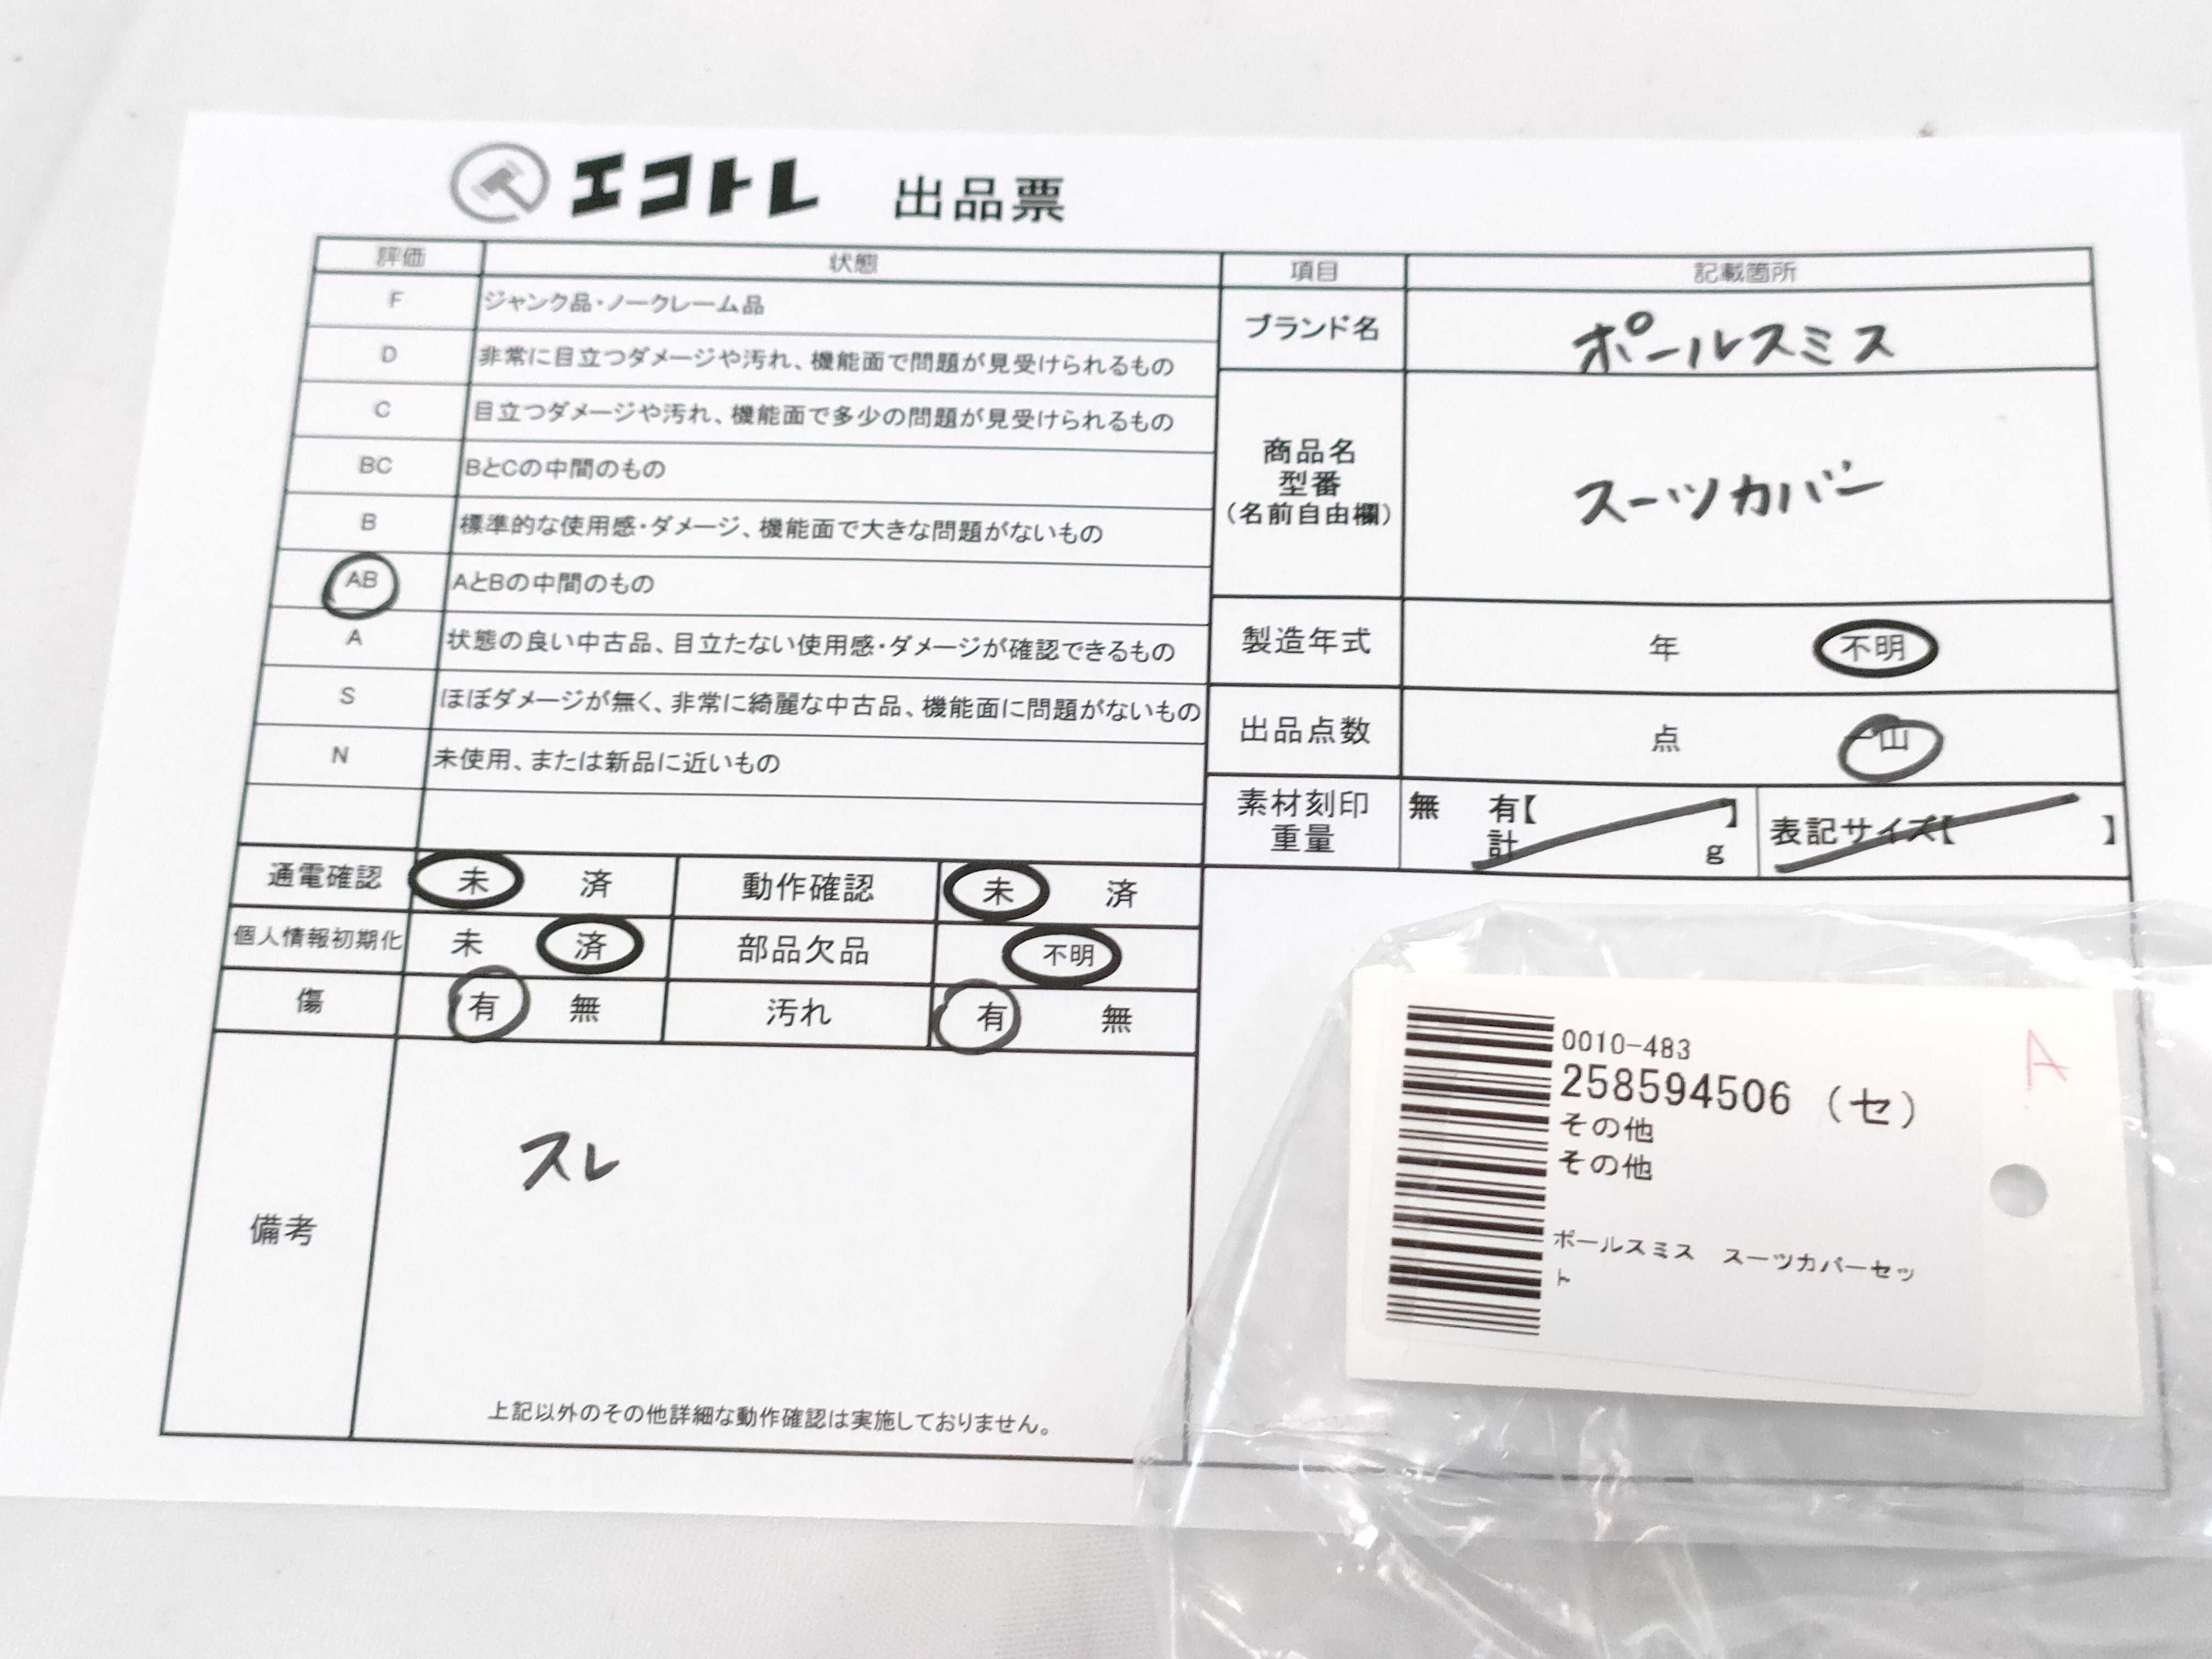 エコトレ 出品票
評価 状態
F ジャンク品・ノークレーム品
D 非常に目立つダメージや汚れ、機能面で問題が見受けられるもの
C 目立つダメージや汚れ、機能面で多少の問題が見受けられるもの
BC BとCの中間のもの
B 標準的な使用感・ダメージ、機能面で大きな問題がないもの
AB AとBの中間のもの
A 状態の良い中古品、目立たない使用感・ダメージが確認できるもの
S ほぼダメージが無く、非常に綺麗な中古品、機能面に問題がないもの
N 未使用、または新品に近いもの
通電確認 未 済 動作確認 未 済
個人情報初期化 未 済 部品欠品 不明
傷 有 無 汚れ 有 無
備考
スレ
上記以外のその他詳細な動作確認は実施しておりません。
項目 記載箇所
ブランド名 ポールスミス
商品名
型番
(名前自由欄)
スーツカバー
製造年式 年 不明
出品点数 点 一山
素材刻印
重量
無 有【 】
計 g
表記サイズ【 】
0010-483
258594506 (セ)
その他
その他
ポールスミス スーツカバーセッ
ト
A